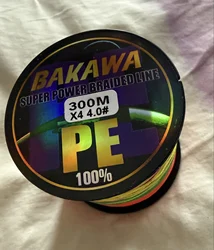 BAKAWA
SUPER POWER BRAIDED LINE
300M
X4 4.0#
PE
100%